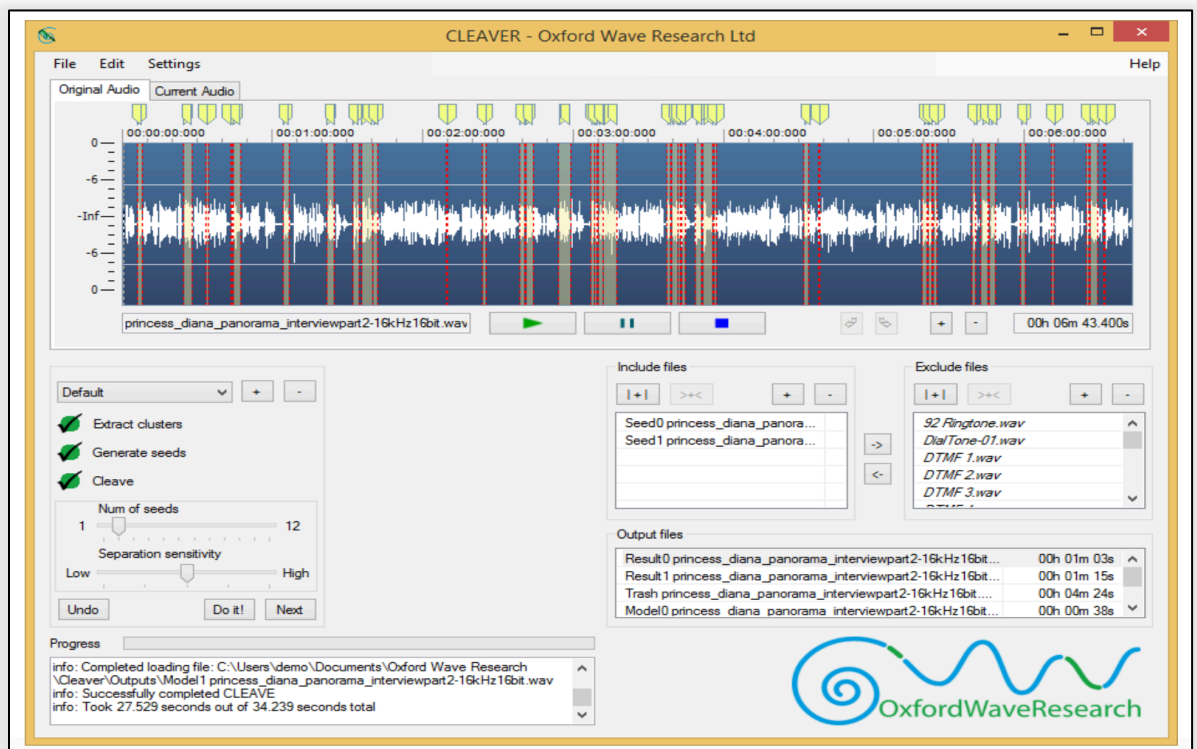 CLEAVER - Oxford Wave Research Ltd
File Edit Settings Help
Original Audio Current Audio
00:00:00:000 00:01:00:000 00:02:00:000 00:03:00:000 00:04:00:000 00:05:00:000 00:06:00:000
0
-6
-Inf
-6
0
princess_diana_panorama_interviewpart2-16kHz16bit.wav
+ - 00h 06m 43.400s
Default + -
Extract clusters
Generate seeds
Cleave
Num of seeds
1 12
Separation sensitivity
Low High
Undo Do it! Next
Include files
|+| >+< + -
Seed0 princess_diana_panora...
Seed1 princess_diana_panora...
->
<-
Exclude files
|+| >+< + -
92 Ringtone.wav
DialTone-01.wav
DTMF 1.wav
DTMF 2.wav
DTMF 3.wav
Output files
Result0 princess_diana_panorama_interviewpart2-16kHz16bit... 00h 01m 03s
Result1 princess_diana_panorama_interviewpart2-16kHz16bit... 00h 01m 15s
Trash princess_diana_panorama_interviewpart2-16kHz16bit.... 00h 04m 24s
Model0 princess_diana_panorama_interviewpart2-16kHz16bit... 00h 00m 38s
Progress
info: Completed loading file: C:\Users\demo\Documents\Oxford Wave Research
\Cleaver\Outputs\Model1 princess_diana_panorama_interviewpart2-16kHz16bit.wav
info: Successfully completed CLEAVE
info: Took 27.529 seconds out of 34.239 seconds total
OxfordWaveResearch